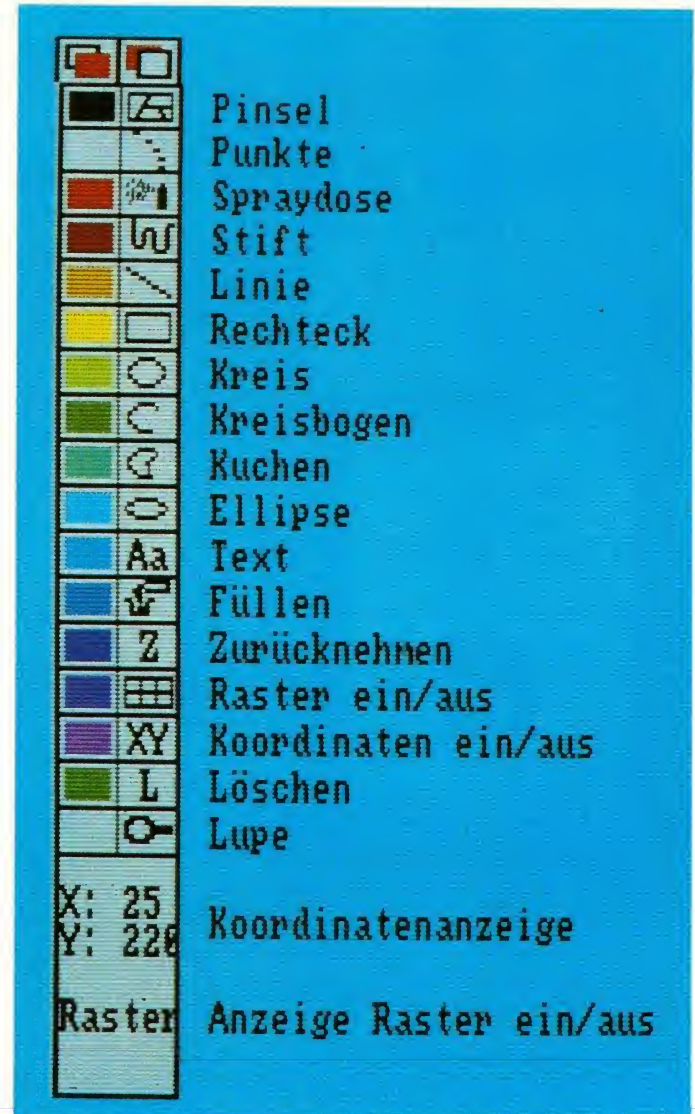 Pinsel
Punkte
Spraydose
Stift
Linie
Rechteck
Kreis
Kreisbogen
Kuchen
Ellipse
Aa Text
Füllen
Z Zurücknehmen
Raster ein/aus
XY Koordinaten ein/aus
L Löschen
Lupe
X: 25
Y: 220
Koordinatenanzeige
Raster Anzeige Raster ein/aus